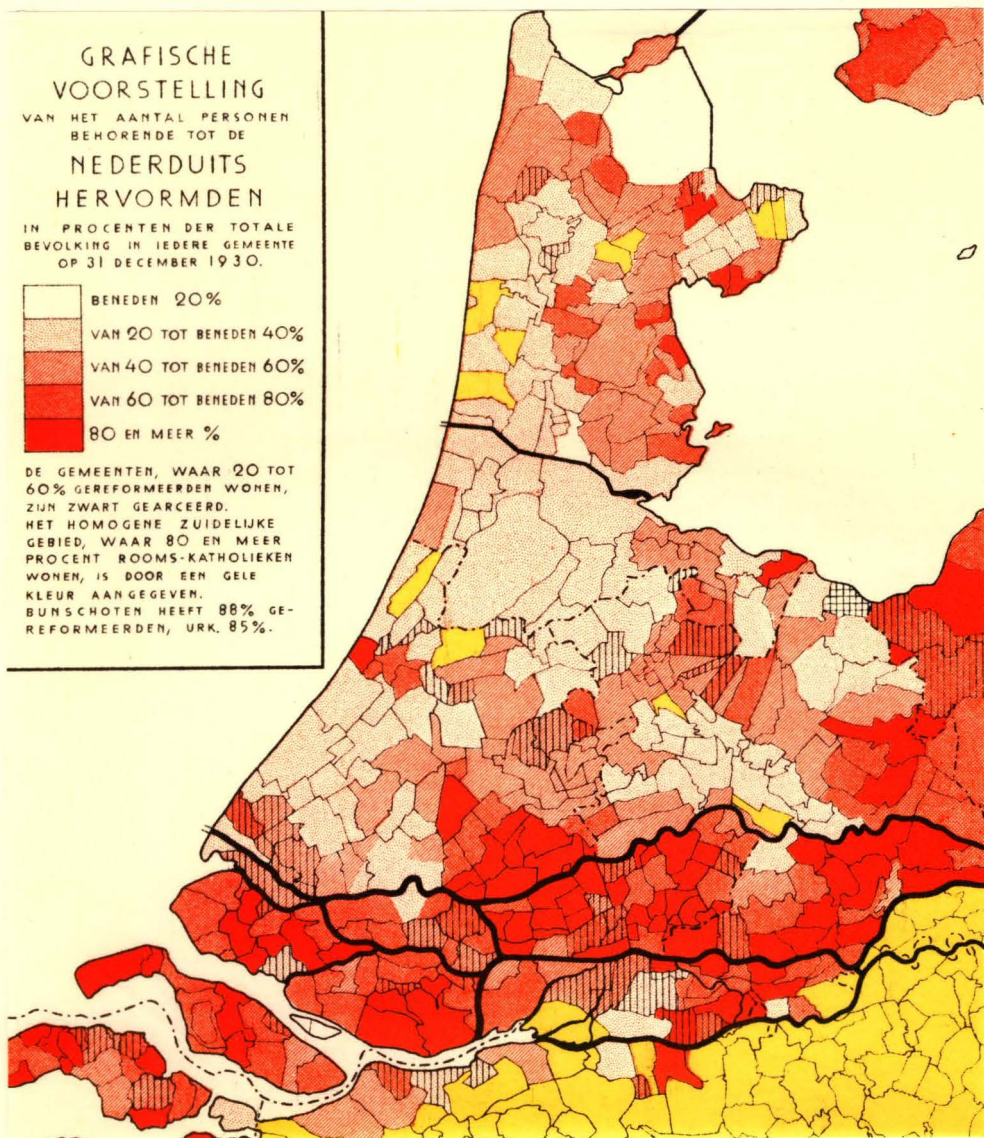 GRAFISCHE
VOORSTELLING
VAN HET AANTAL PERSONEN
BEHORENDE TOT DE
NEDERDUITS
HERVORMDEN
IN PROCENTEN DER TOTALE
BEVOLKING IN IEDERE GEMEENTE
OP 31 DECEMBER 1930.
BENEDEN 20%
VAN 20 TOT BENEDEN 40%
VAN 40 TOT BENEDEN 60%
VAN 60 TOT BENEDEN 80%
80 EN MEER %
DE GEMEENTEN, WAAR 20 TOT
60% GEREFORMEERDEN WONEN,
ZIJN ZWART GEARCEERD.
HET HOMOGENE ZUIDELIJKE
GEBIED, WAAR 80 EN MEER
PROCENT ROOMS-KATHOLIEKEN
WONEN, IS DOOR EEN GELE
KLEUR AANGEGEVEN.
BUNSCHOTEN HEEFT 88% GE-
REFORMEERDEN, URK. 85%.